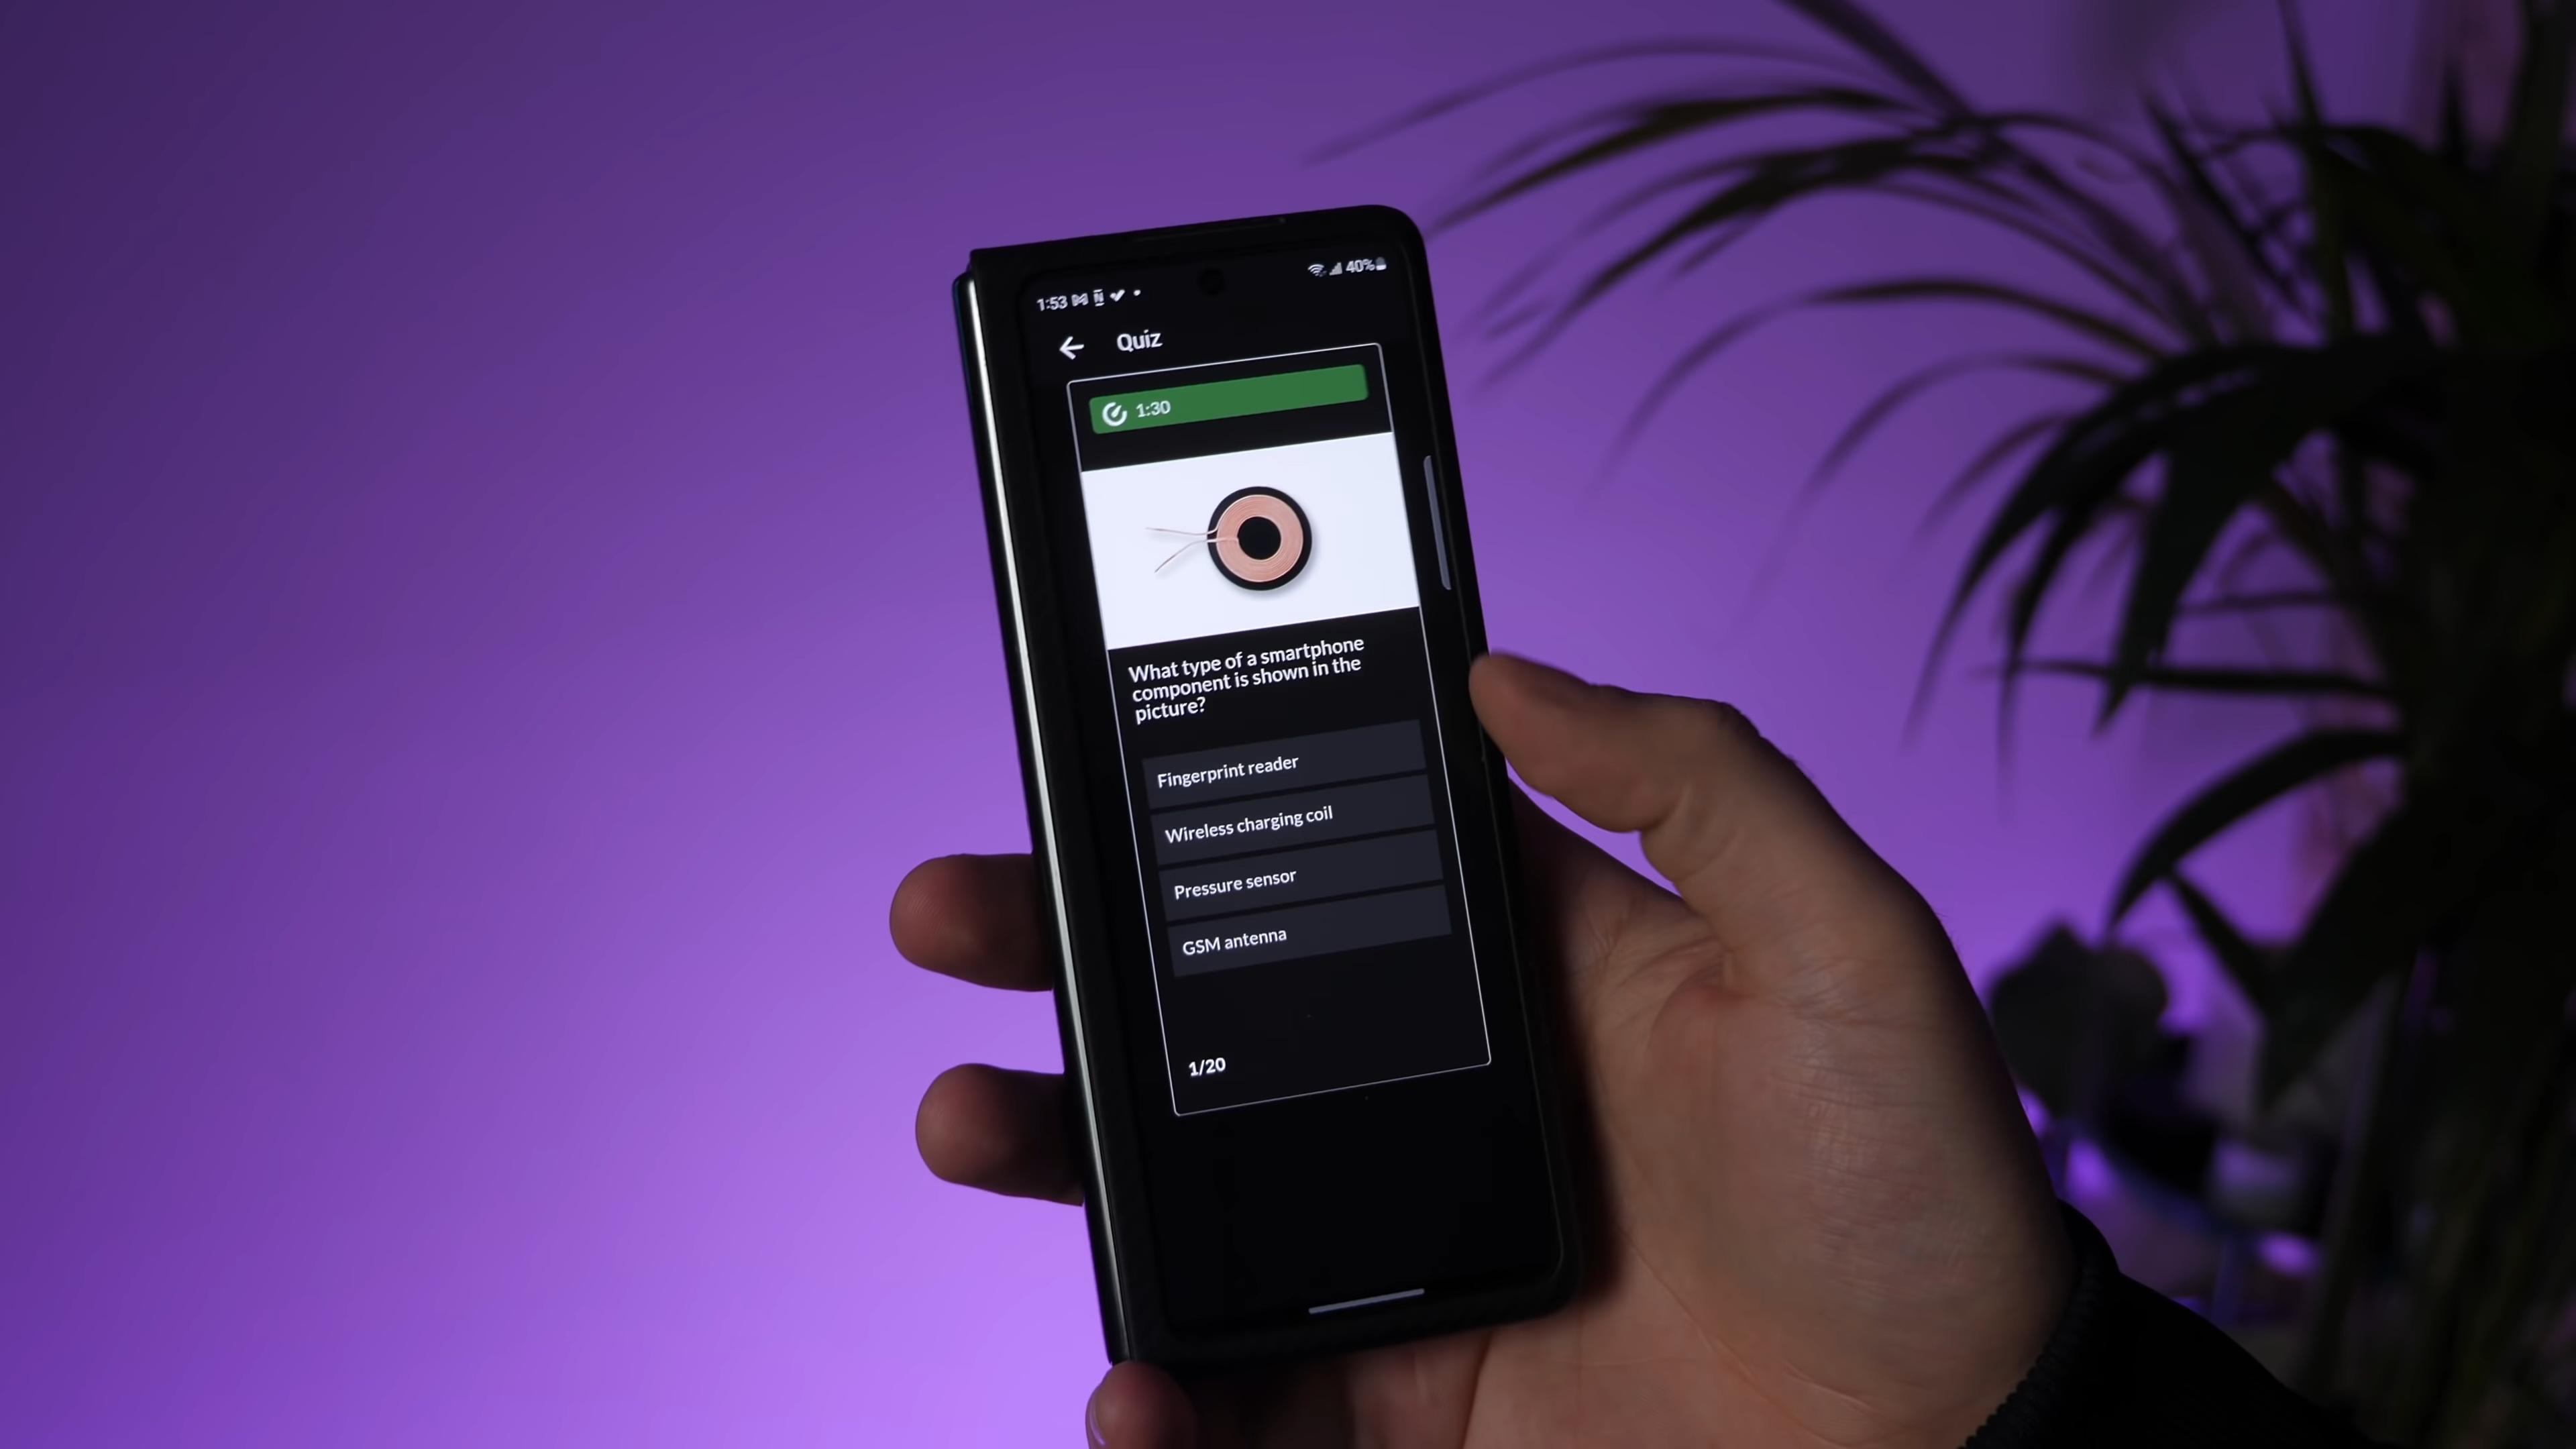 1:53
40%
Quiz
1:30
What type of a smartphone
component is shown in the
picture?
Fingerprint reader
Wireless charging coil
Pressure sensor
GSM antenna
1/20